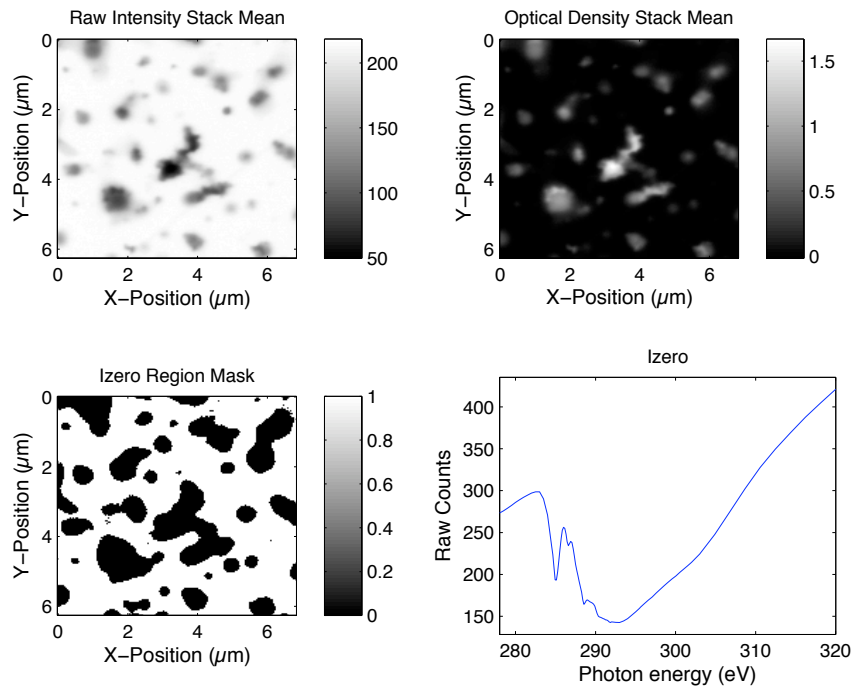 Raw Intensity Stack Mean
0
2
4
6
Y−Position (µm)
0 2 4 6
X−Position (µm)
200
150
100
50
Optical Density Stack Mean
0
2
4
6
Y−Position (µm)
0 2 4 6
X−Position (µm)
1.5
1
0.5
0
Izero Region Mask
0
2
4
6
Y−Position (µm)
0 2 4 6
X−Position (µm)
1
0.8
0.6
0.4
0.2
0
Izero
400
350
300
250
200
150
Raw Counts
280 290 300 310 320
Photon energy (eV)